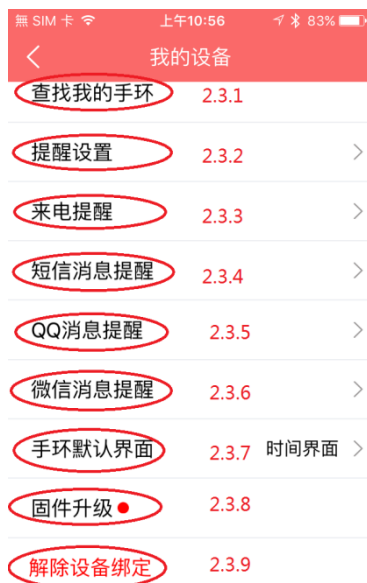 無 SIM 卡 上午10:56 83%
我的设备
查找我的手环 2.3.1
提醒设置 2.3.2
来电提醒 2.3.3
短信消息提醒 2.3.4
QQ消息提醒 2.3.5
微信消息提醒 2.3.6
手环默认界面 2.3.7 时间界面
固件升级 2.3.8
解除设备绑定 2.3.9